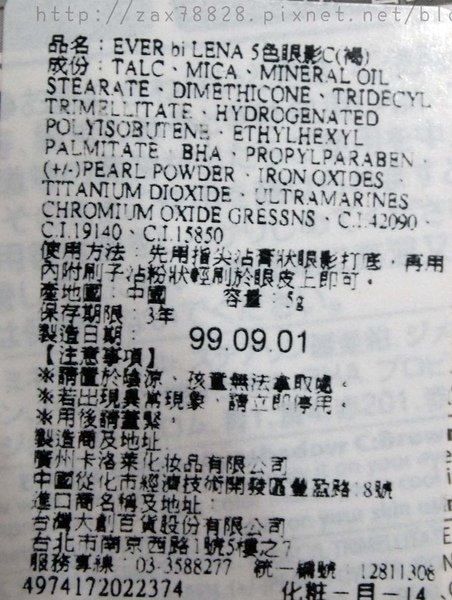 http://zax78828.pixnet.net/blo
品名：EVER bi LENA 5色眼影C(褐)
成份：TALC、MICA、MINERAL OIL、
STEARATE、DIMETHICONE、TRIDECYL
TRIMELLITATE、HYDROGENATED
POLYISOBUTENE、ETHYLHEXYL
PALMITATE、BHA、PROPYLPARABEN、
(+/-)PEARL POWDER、IRON OXIDES、
TITANIUM DIOXIDE、ULTRAMARINES
CHROMIUM OXIDE GRESSNS、C.I.42090、
C.I.19140、C.I.15850
使用方法：先用指尖沾膏狀眼影打底，再用
內附刷子沾粉狀輕刷於眼皮上即可。
產地國：中國 容量：5g
保存期限：3年
製造日期： 99.09.01
【注意事項】
※請置於陰涼、孩童無法拿取處。
※若出現異常現象，請立即停用。
※用後請蓋緊。
製造商及地址
廣州卡洛萊化妆品有限公司
中國從化市經濟技術開發區豐盈路18號
進口商名稱及地址：
台灣大創百貨股份有限公司
台北市南京西路1號5樓之7
服務專線：03-3588277 統一編號：12811308
4974172022374 化粧－月－14